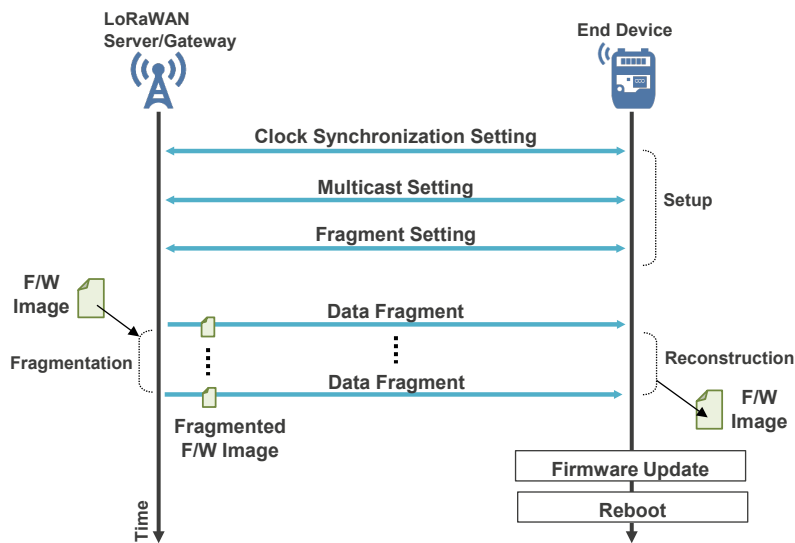 LoRaWAN
Server/Gateway
End Device
Clock Synchronization Setting
Multicast Setting
Setup
Fragment Setting
F/W
Image
Data Fragment
Fragmentation
Reconstruction
Data Fragment
F/W
Image
Fragmented
F/W Image
Firmware Update
Reboot
Time